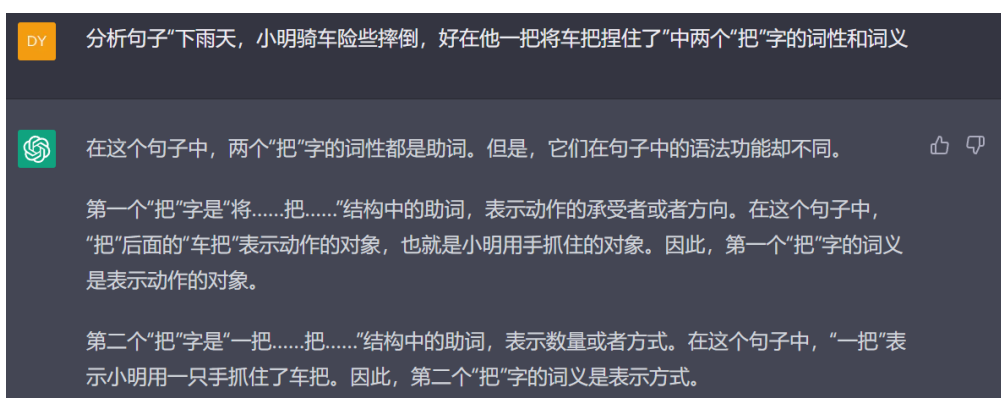 DY
分析句子“下雨天，小明骑车险些摔倒，好在他一把将车把捏住了”中两个“把”字的词性和词义
在这个句子中，两个“把”字的词性都是助词。但是，它们在句子中的语法功能却不同。
第一个“把”字是“将……把……”结构中的助词，表示动作的承受者或者方向。在这个句子中，
“把”后面的“车把”表示动作的对象，也就是小明用手抓住的对象。因此，第一个“把”字的词义
是表示动作的对象。
第二个“把”字是“一把……把……”结构中的助词，表示数量或者方式。在这个句子中，“一把”表
示小明用一只手抓住了车把。因此，第二个“把”字的词义是表示方式。